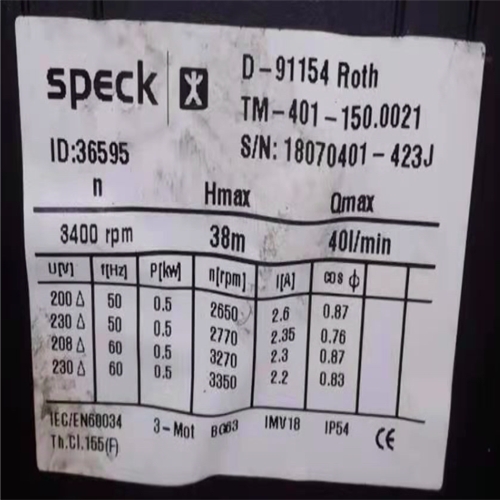 speck
D-91154 Roth
TM-401-150.0021
S/N: 18070401-423J
ID:36595
n Hmax Qmax
3400 rpm 38m 40l/min
U[V] f[Hz] P[kw] n[rpm] I[A] cos ϕ
200 Δ 50 0.5 2650 2.6 0.87
230 Δ 50 0.5 2770 2.35 0.76
208 Δ 60 0.5 3270 2.3 0.87
230 Δ 60 0.5 3350 2.2 0.83
IEC/EN60034 3-Mot BG63 IMV18 IP54 CE
Th.Cl.155(F)